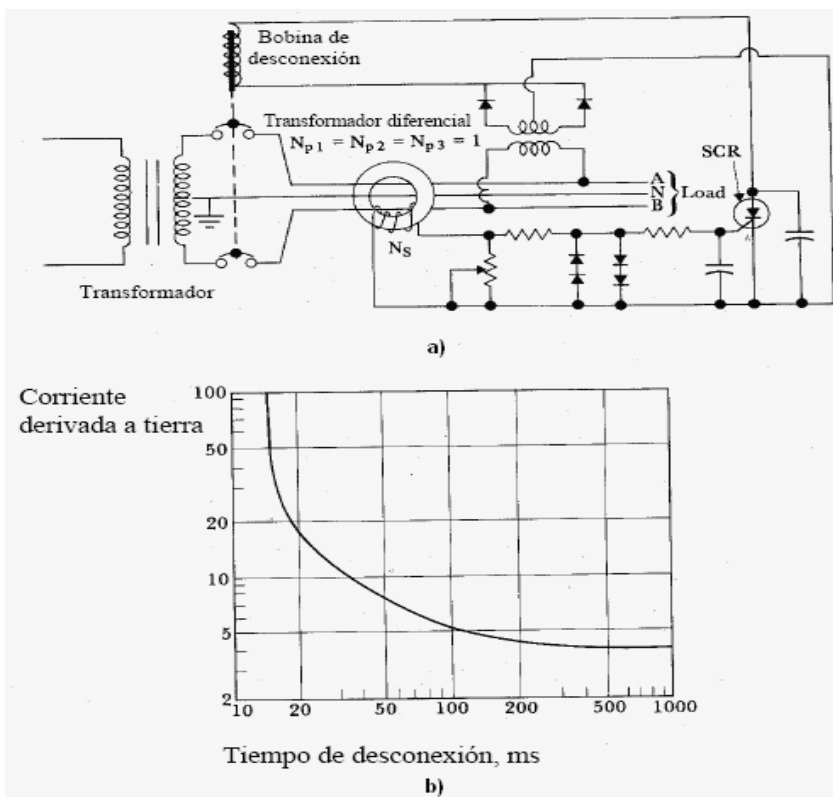 Bobina de
desconexión
Transformador diferencial
Np1 = Np2 = Np3 = 1
SCR
A
N } Load
B
Ns
Transformador
a)
Corriente
derivada a tierra
100
50
20
10
5
2
10 20 50 100 200 500 1000
Tiempo de desconexión, ms
b)